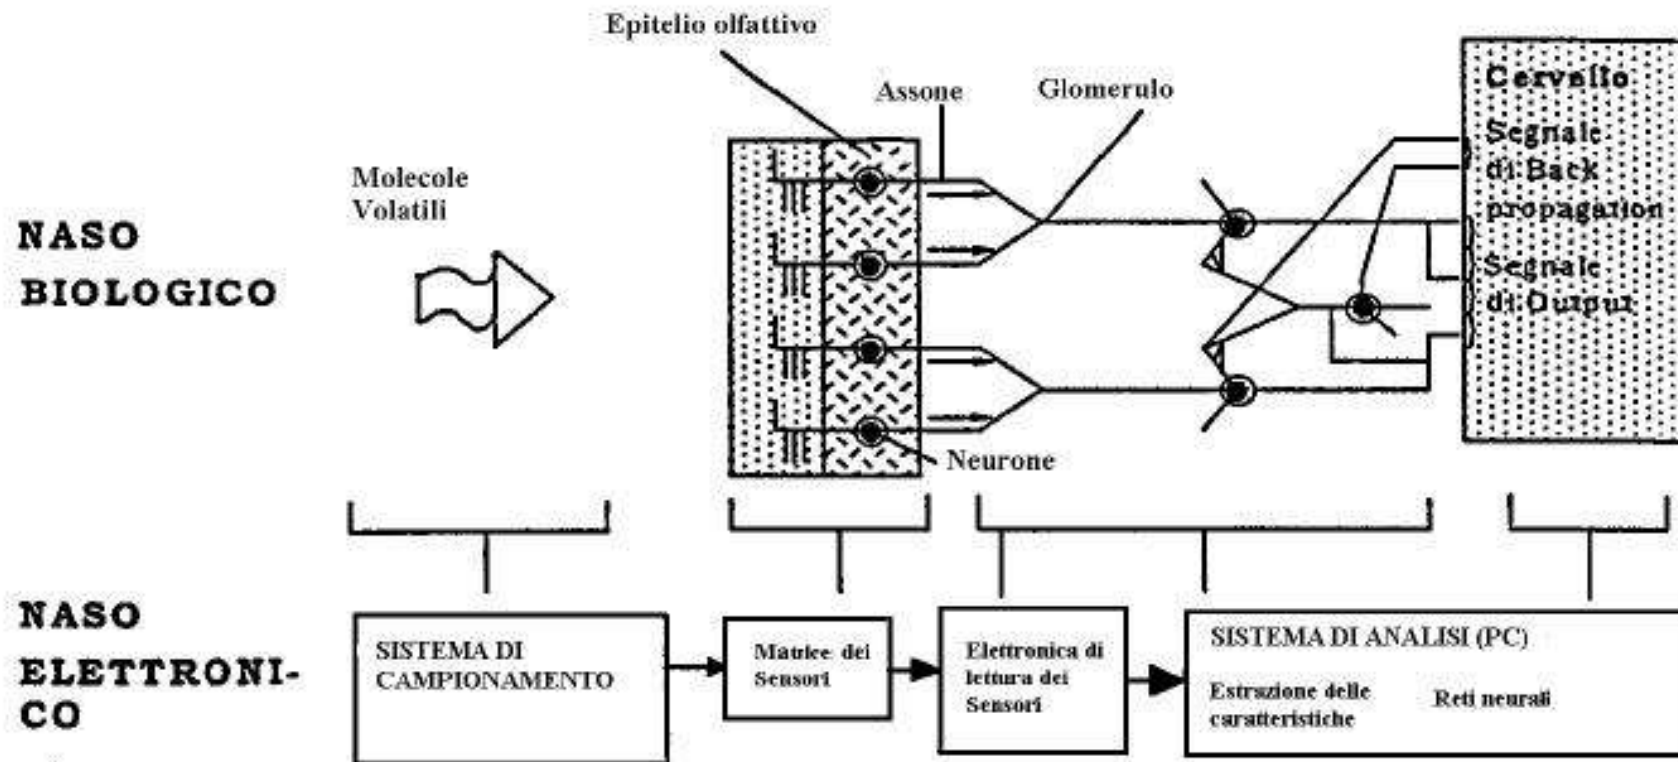 Epitelio olfattivo
Assone
Glomerulo
Cervello
Segnale
di Back
propagation
Segnale
di Output
Molecole
Volatili
NASO
BIOLOGICO
Neurone
NASO
ELETTRONI-
CO
SISTEMA DI
CAMPIONAMENTO
Matrice dei
Sensori
Elettronica di
lettura dei
Sensori
SISTEMA DI ANALISI (PC)
Estrazione delle
caratteristiche
Reti neurali